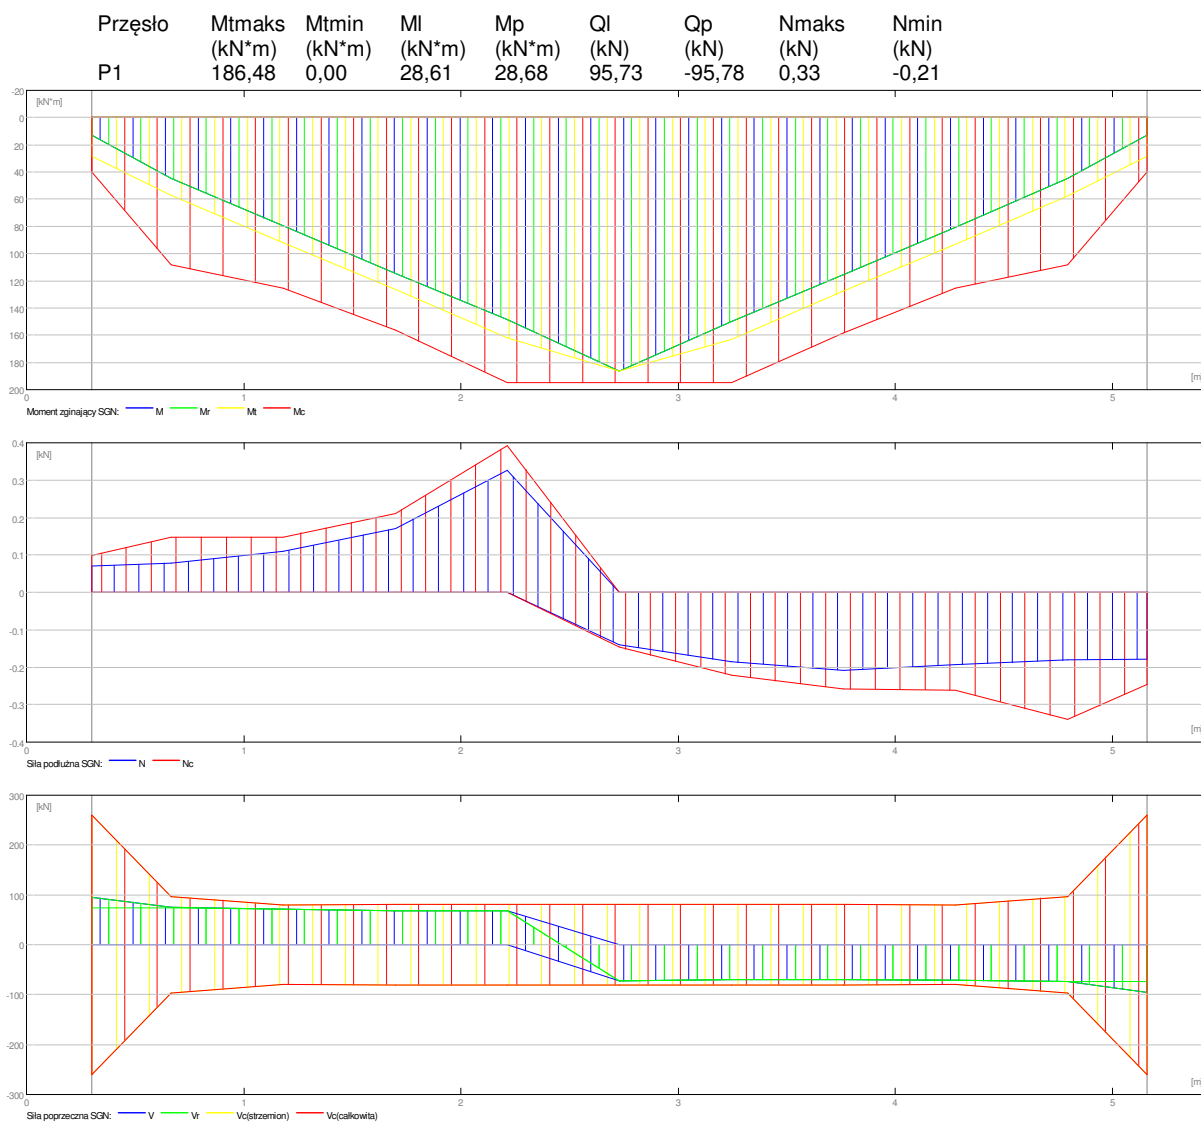 Przęsło Mtmaks Mtmin Ml Mp Ql Qp Nmaks Nmin
(kN*m) (kN*m) (kN*m) (kN*m) (kN) (kN) (kN) (kN)
P1 186,48 0,00 28,61 28,68 95,73 -95,78 0,33 -0,21
-20
[kN*m]
0
20
40
60
80
100
120
140
160
180
[m]
200
0 1 2 3 4 5
Moment zginający SGN: M Mr Mt Mc
0.4
[kN]
0.3
0.2
0.1
0
-0.1
-0.2
-0.3
[m]
-0.4
0 1 2 3 4 5
Siła podłużna SGN: N Nc
300
[kN]
200
100
0
-100
-200
[m]
-300
0 1 2 3 4 5
Siła poprzeczna SGN: V Vr Vc(strzemion) Vc(całkowita)